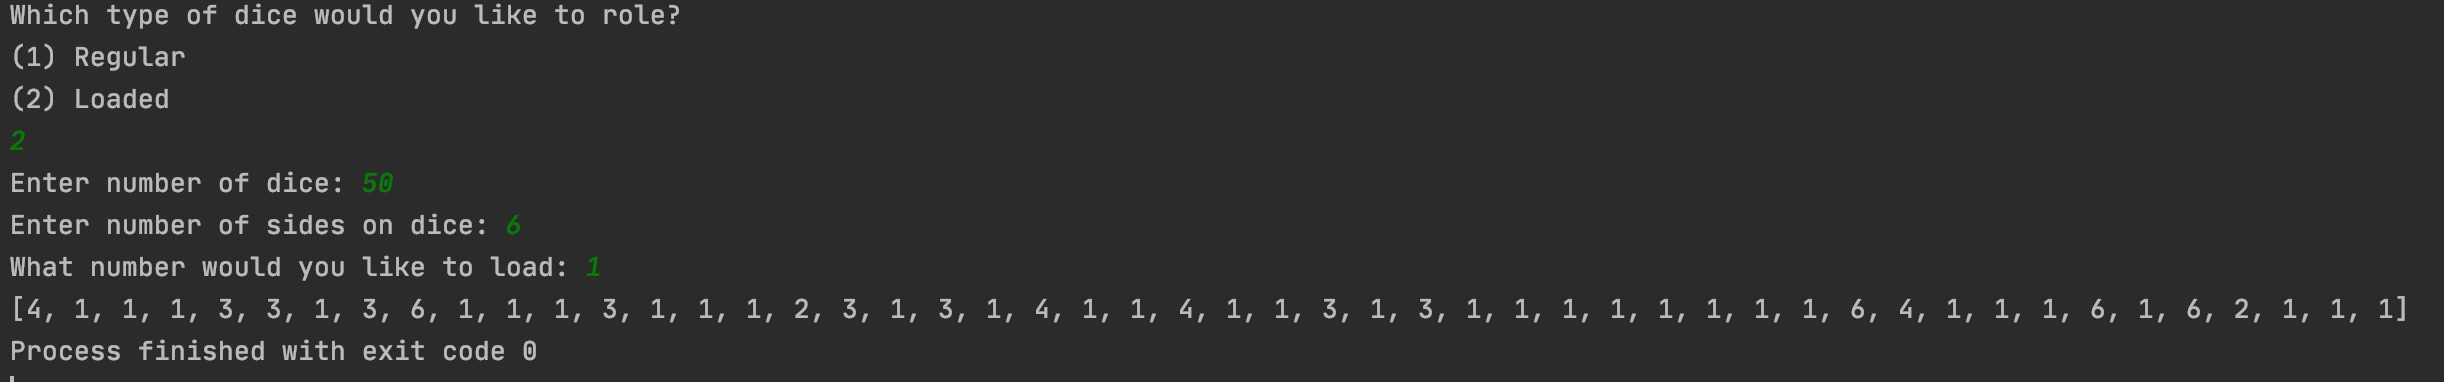 Which type of dice would you like to role?
(1) Regular
(2) Loaded
2
Enter number of dice: 50
Enter number of sides on dice: 6
What number would you like to load: 1
[4, 1, 1, 1, 3, 3, 1, 3, 6, 1, 1, 1, 3, 1, 1, 1, 2, 3, 1, 3, 1, 4, 1, 1, 4, 1, 1, 3, 1, 3, 1, 1, 1, 1, 1, 1, 1, 1, 6, 4, 1, 1, 1, 6, 1, 6, 2, 1, 1, 1]
Process finished with exit code 0